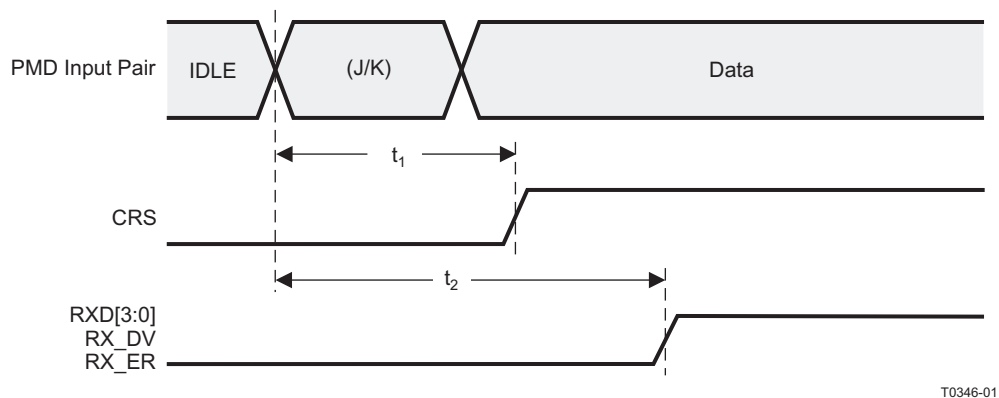 PMD Input Pair
IDLE
(J/K)
Data
t1
CRS
t2
RXD[3:0]
RX_DV
RX_ER
T0346-01